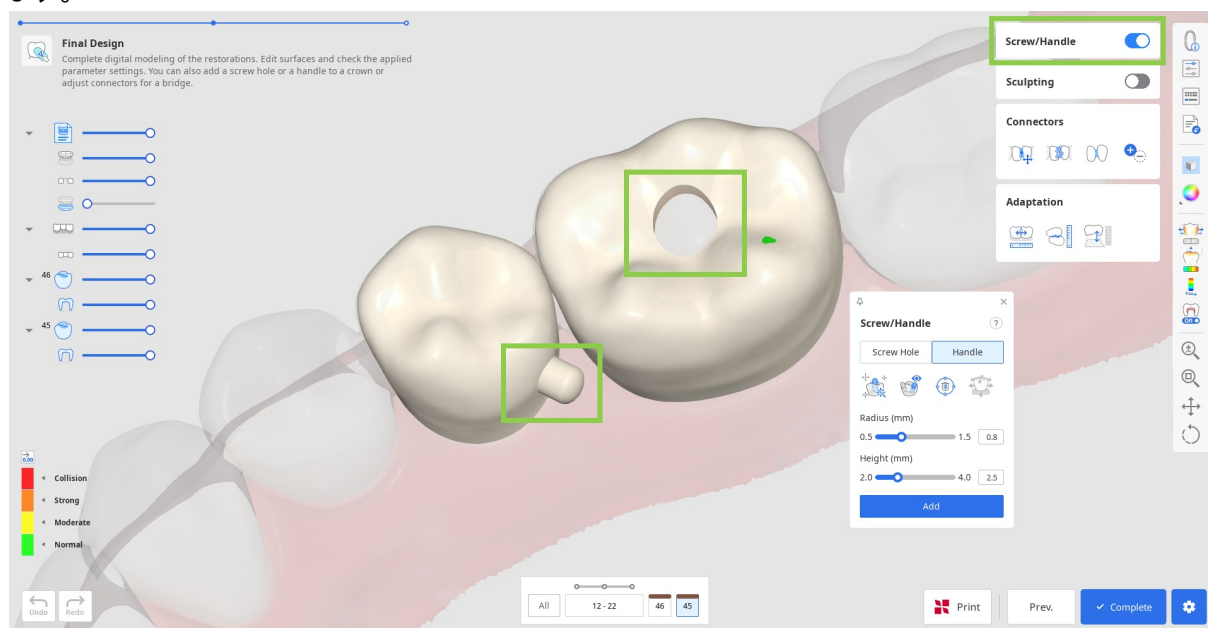 Final Design
Complete digital modeling of the restorations. Edit surfaces and check the applied
parameter settings. You can also add a screw hole or a handle to a crown or
adjust connectors for a bridge.
46
45
0.00
Collision
Strong
Moderate
Normal
Undo
Redo
All
12 - 22
46
45
Screw/Handle
Sculpting
Connectors
Adaptation
Screw/Handle
?
Screw Hole
Handle
Radius (mm)
0.5
1.5
0.8
Height (mm)
2.0
4.0
2.5
Add
ON
Print
Prev.
Complete